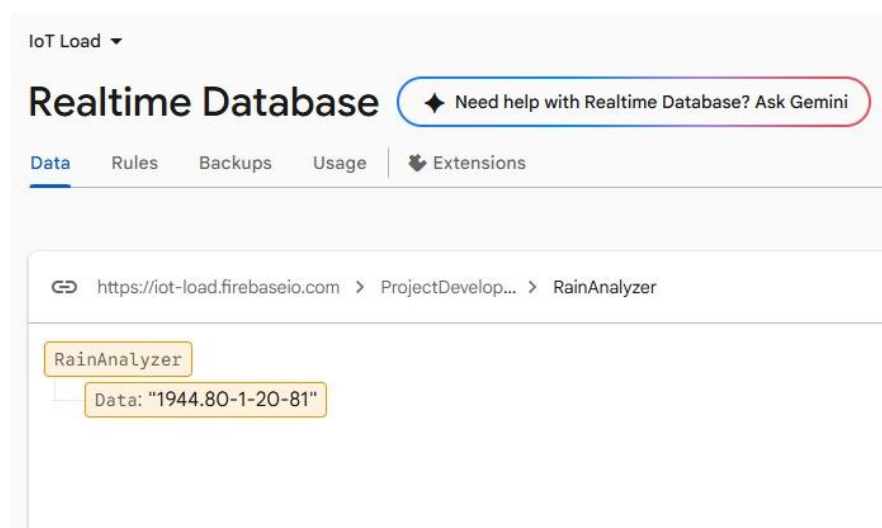 IoT Load
Realtime Database Need help with Realtime Database? Ask Gemini
Data Rules Backups Usage Extensions
https://iot-load.firebaseio.com > ProjectDevelop... > RainAnalyzer
RainAnalyzer
Data: "1944.80-1-20-81"